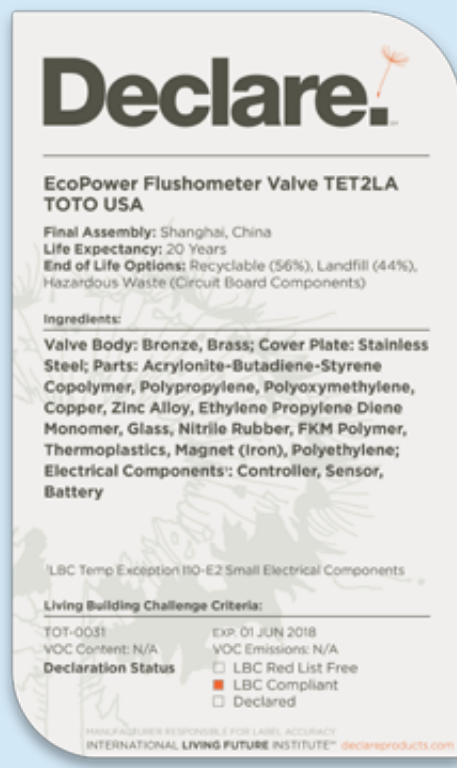 Declare.
EcoPower Flushometer Valve TET2LA
TOTO USA
Final Assembly: Shanghai, China
Life Expectancy: 20 Years
End of Life Options: Recyclable (56%), Landfill (44%),
Hazardous Waste (Circuit Board Components)
Ingredients:
Valve Body: Bronze, Brass; Cover Plate: Stainless
Steel; Parts: Acrylonite-Butadiene-Styrene
Copolymer, Polypropylene, Polyoxymethylene,
Copper, Zinc Alloy, Ethylene Propylene Diene
Monomer, Glass, Nitrile Rubber, FKM Polymer,
Thermoplastics, Magnet (Iron), Polyethylene;
Electrical Components¹: Controller, Sensor,
Battery
¹LBC Temp Exception I10-E2 Small Electrical Components
Living Building Challenge Criteria:
TOT-0031 EXP. 01 JUN 2018
VOC Content: N/A VOC Emissions: N/A
Declaration Status LBC Red List Free
LBC Compliant
Declared
MANUFACTURER RESPONSIBLE FOR LABEL ACCURACY
INTERNATIONAL LIVING FUTURE INSTITUTE™ declareproducts.com